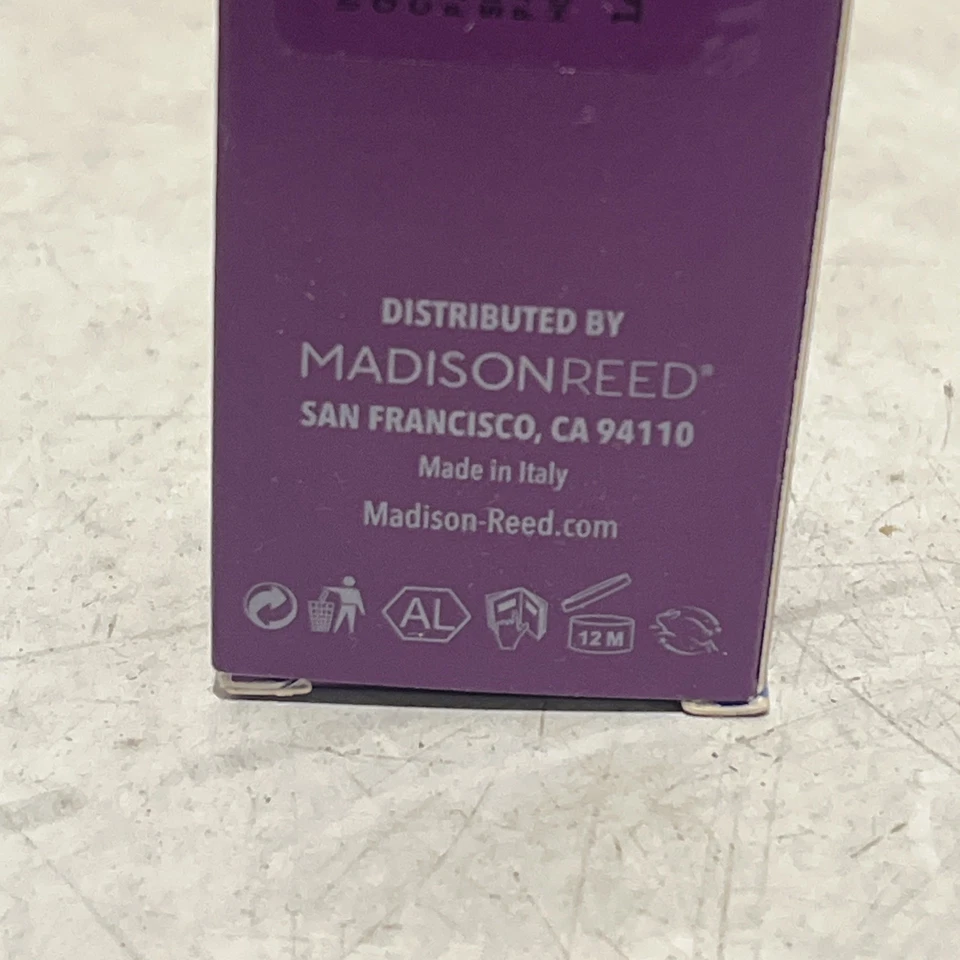 DISTRIBUTED BY
MADISONREED®
SAN FRANCISCO, CA 94110
Made in Italy
Madison-Reed.com
AL 12 M